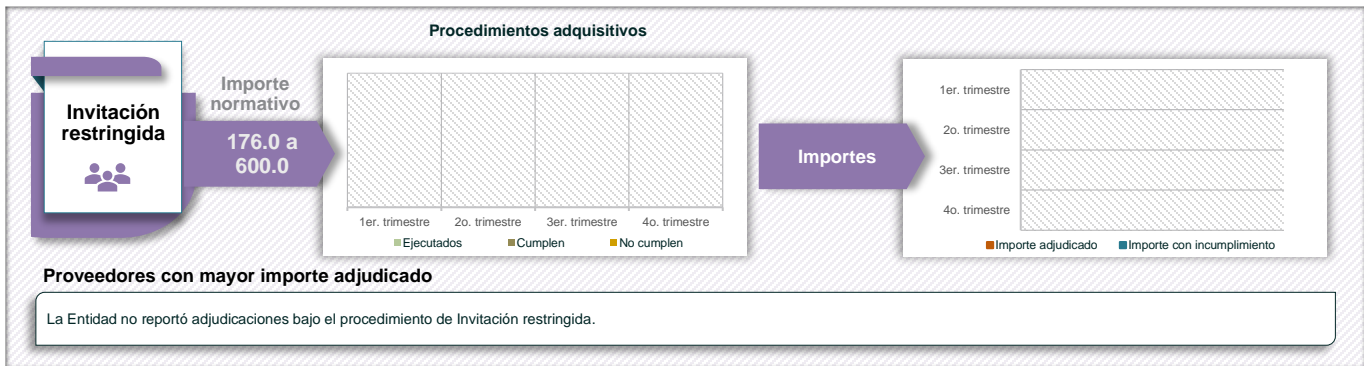 Procedimientos adquisitivos
Invitación
restringida
Importe
normativo
176.0 a
600.0
1er. trimestre 2o. trimestre 3er. trimestre 4o. trimestre
Ejecutados Cumplen No cumplen
Importes
1er. trimestre
2o. trimestre
3er. trimestre
4o. trimestre
Importe adjudicado Importe con incumplimiento
Proveedores con mayor importe adjudicado
La Entidad no reportó adjudicaciones bajo el procedimiento de Invitación restringida.